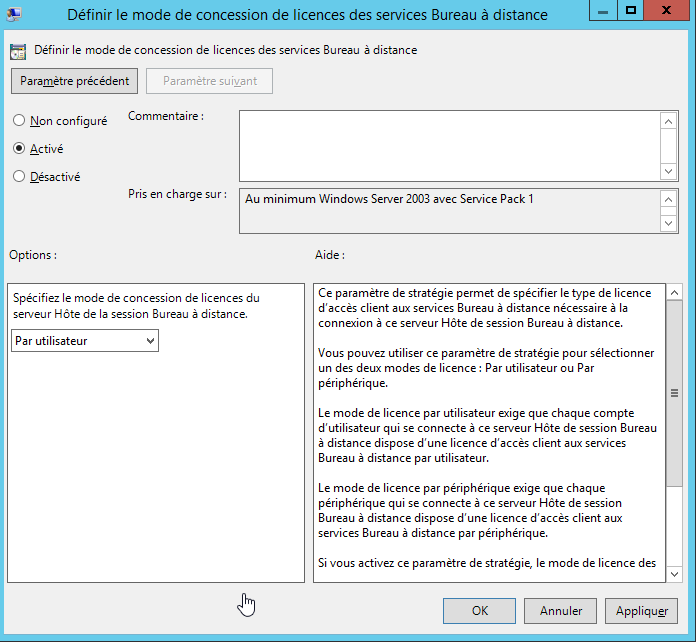 Définir le mode de concession de licences des services Bureau à distance
Définir le mode de concession de licences des services Bureau à distance
Paramètre précédent
Paramètre suivant
Non configuré
Commentaire :
Activé
Désactivé
Pris en charge sur :
Au minimum Windows Server 2003 avec Service Pack 1
Options :
Aide :
Spécifiez le mode de concession de licences du
serveur Hôte de la session Bureau à distance.
Par utilisateur
Ce paramètre de stratégie permet de spécifier le type de licence
d’accès client aux services Bureau à distance nécessaire à la
connexion à ce serveur Hôte de session Bureau à distance.
Vous pouvez utiliser ce paramètre de stratégie pour sélectionner
un des deux modes de licence : Par utilisateur ou Par
périphérique.
Le mode de licence par utilisateur exige que chaque compte
d’utilisateur qui se connecte à ce serveur Hôte de session Bureau
à distance dispose d’une licence d’accès client aux services
Bureau à distance par utilisateur.
Le mode de licence par périphérique exige que chaque
périphérique qui se connecte à ce serveur Hôte de session
Bureau à distance dispose d’une licence d’accès client aux
services Bureau à distance par périphérique.
Si vous activez ce paramètre de stratégie, le mode de licence des
OK
Annuler
Appliquer